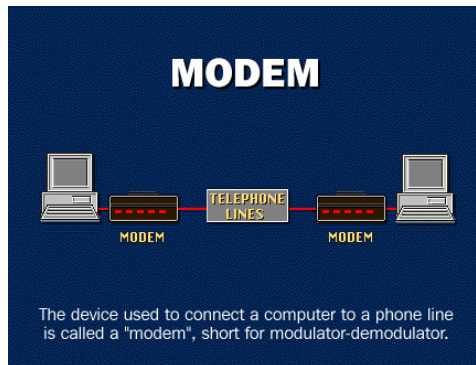 MODEM
TELEPHONE
LINES
MODEM
MODEM
The device used to connect a computer to a phone line
is called a "modem", short for modulator-demodulator.